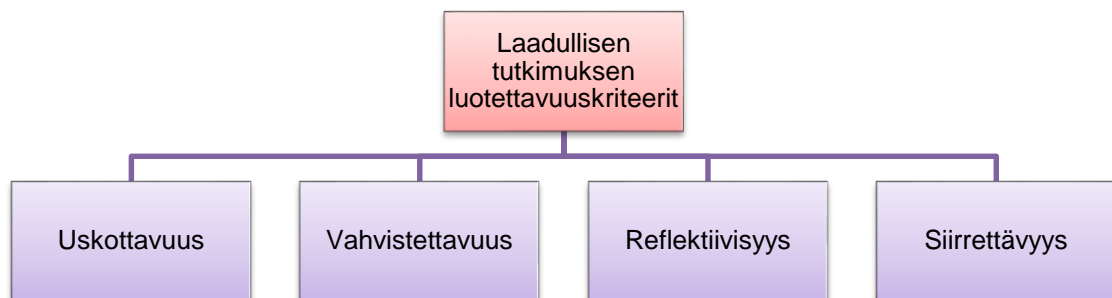 Laadullisen
tutkimuksen
luotettavuuskriteerit
Uskottavuus
Vahvistettavuus
Reflektiivisyys
Siirrettävyys